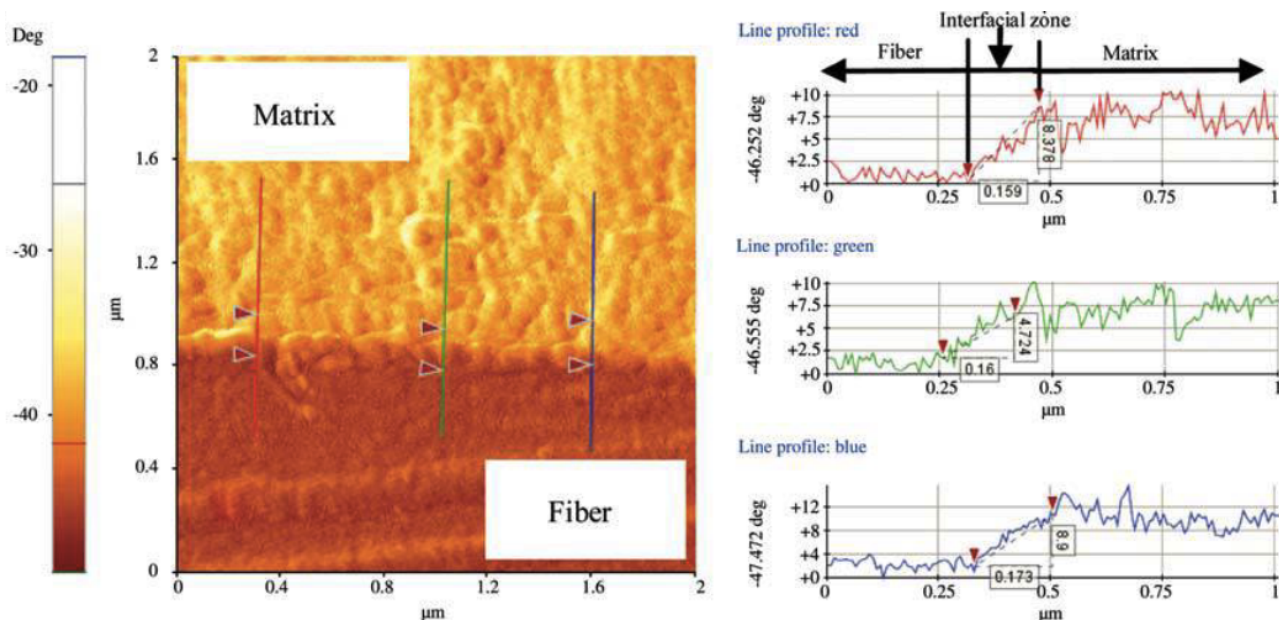 Deg
-20
-30
-40
2
1.6
1.2
0.8
0.4
0
μm
0 0.4 0.8 1.2 1.6 2
μm
Matrix
Fiber
Line profile: red
Interfacial zone
Fiber
Matrix
-46.252 deg
+10
+7.5
+5
+2.5
+0
8.378
0.159
0 0.25 0.5 0.75 1
μm
Line profile: green
-46.555 deg
+10
+7.5
+5
+2.5
+0
4.724
0.16
0 0.25 0.5 0.75 1
μm
Line profile: blue
-47.472 deg
+12
+8
+4
+0
8.9
0.173
0 0.25 0.5 0.75 1
μm